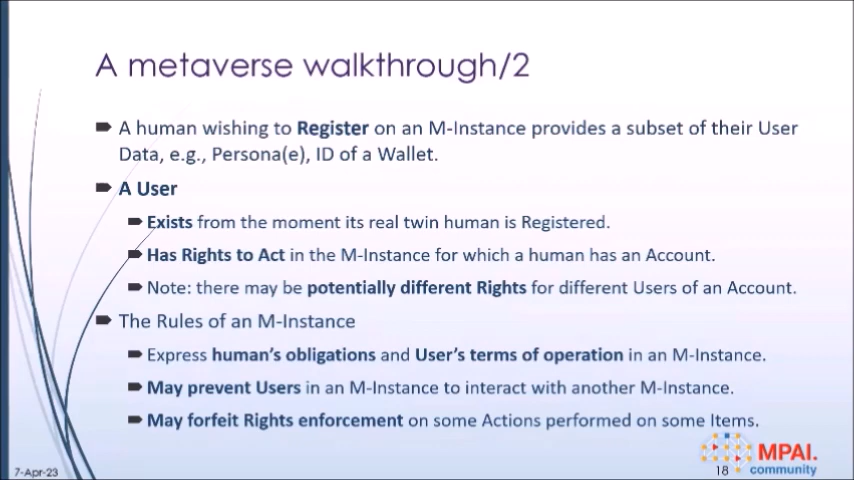 A metaverse walkthrough/2
A human wishing to Register on an M-Instance provides a subset of their User
Data, e.g., Persona(e), ID of a Wallet.
A User
Exists from the moment its real twin human is Registered.
Has Rights to Act in the M-Instance for which a human has an Account.
Note: there may be potentially different Rights for different Users of an Account.
The Rules of an M-Instance
Express human's obligations and User's terms of operation in an M-Instance.
May prevent Users in an M-Instance to interact with another M-Instance.
May forfeit Rights enforcement on some Actions performed on some Items.
7-Apr-23
18
MPAI.
community